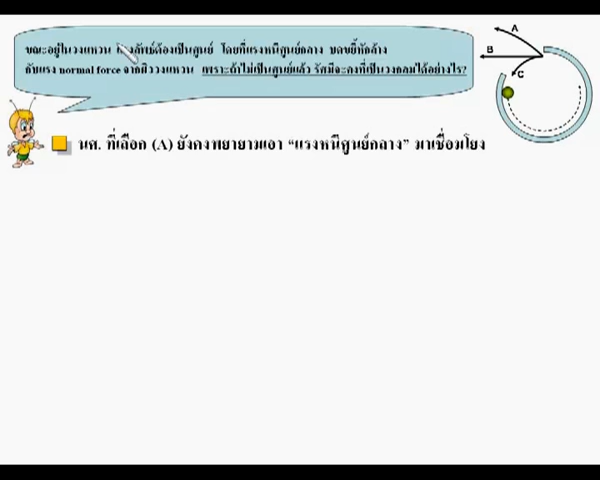 ขณะอยู่ในวงแหวน แรงลัพธ์ต้องเป็นศูนย์ โดยที่แรงหนีศูนย์กลาง บดขยี้หักล้าง
กับแรง normal force จากผิววงแหวน เพราะถ้าไม่เป็นศูนย์แล้ว รัศมีจะคงที่เป็นวงกลมได้อย่างไร?
A
B
C
นศ. ที่เลือก (A) ยังคงพยายามเอา “แรงหนีศูนย์กลาง” มาเชื่อมโยง